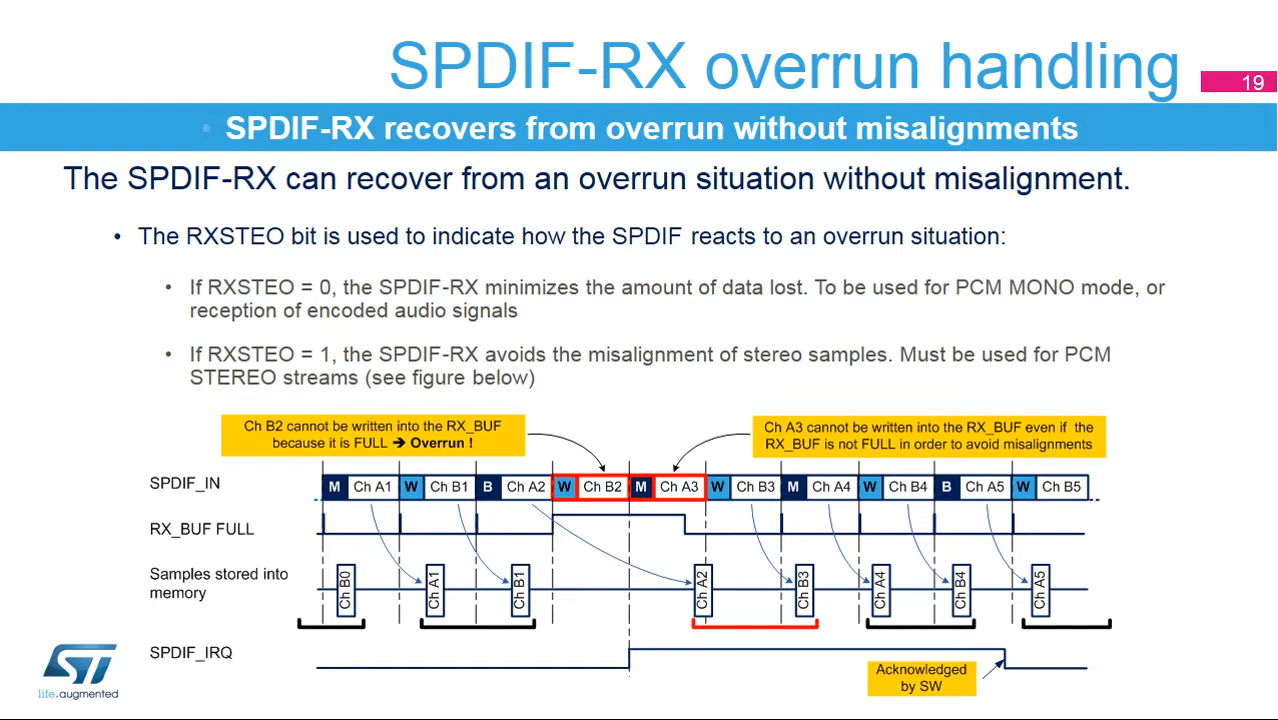 SPDIF-RX overrun handling
19
• SPDIF-RX recovers from overrun without misalignments
The SPDIF-RX can recover from an overrun situation without misalignment.
• The RXSTEO bit is used to indicate how the SPDIF reacts to an overrun situation:
• If RXSTEO = 0, the SPDIF-RX minimizes the amount of data lost. To be used for PCM MONO mode, or
reception of encoded audio signals
• If RXSTEO = 1, the SPDIF-RX avoids the misalignment of stereo samples. Must be used for PCM
STEREO streams (see figure below)
Ch B2 cannot be written into the RX_BUF
because it is FULL ➔ Overrun !
Ch A3 cannot be written into the RX_BUF even if the
RX_BUF is not FULL in order to avoid misalignments
SPDIF_IN
M Ch A1 W Ch B1 B Ch A2 W Ch B2 M Ch A3 W Ch B3 M Ch A4 W Ch B4 B Ch A5 W Ch B5
RX_BUF FULL
Samples stored into
memory
Ch B0 Ch A1 Ch B1 Ch A2 Ch B3 Ch A4 Ch B4 Ch A5
SPDIF_IRQ
Acknowledged
by SW
ST
life.augmented